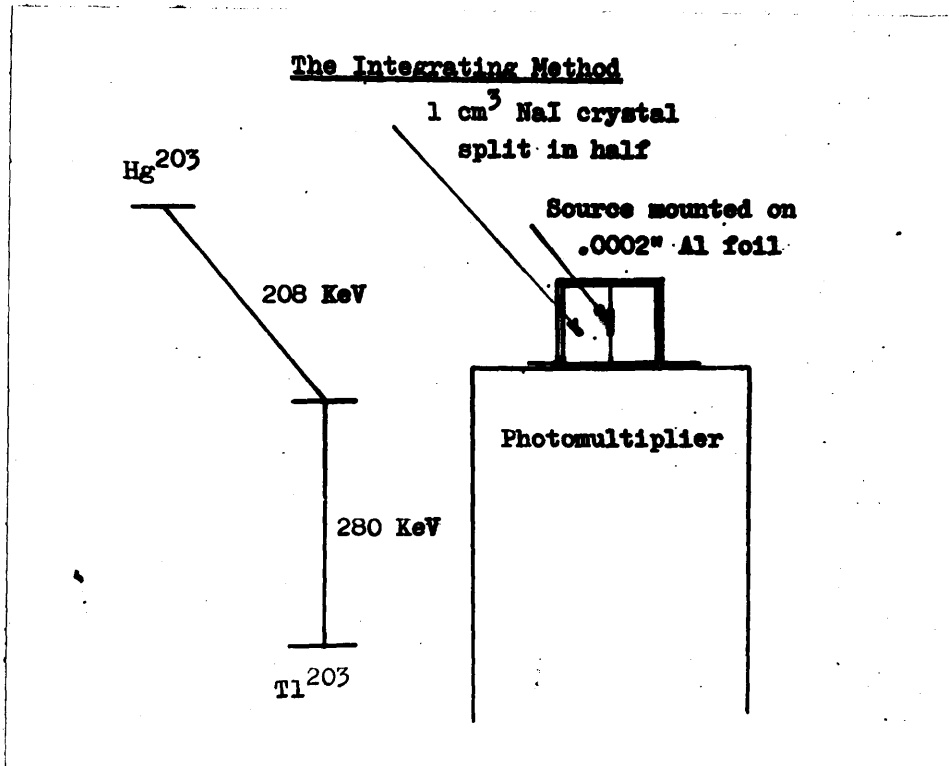 The Integrating Method
1 cm³ NaI crystal
split in half
Hg²⁰³
Source mounted on
.0002" Al foil
208 KeV
Photomultiplier
280 KeV
Tl²⁰³